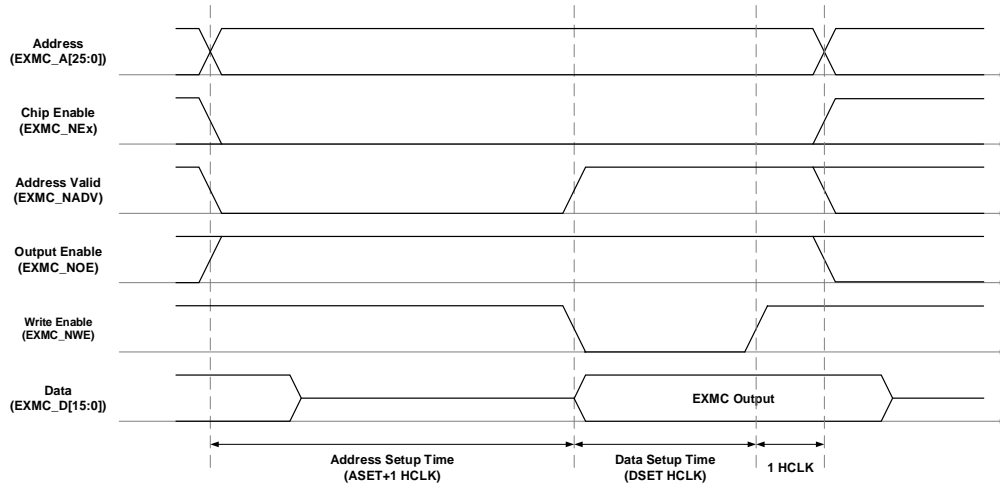 Address
(EXMC_A[25:0])
Chip Enable
(EXMC_NEx)
Address Valid
(EXMC_NADV)
Output Enable
(EXMC_NOE)
Write Enable
(EXMC_NWE)
Data
(EXMC_D[15:0])
EXMC Output
Address Setup Time
(ASET+1 HCLK)
Data Setup Time
(DSET HCLK)
1 HCLK